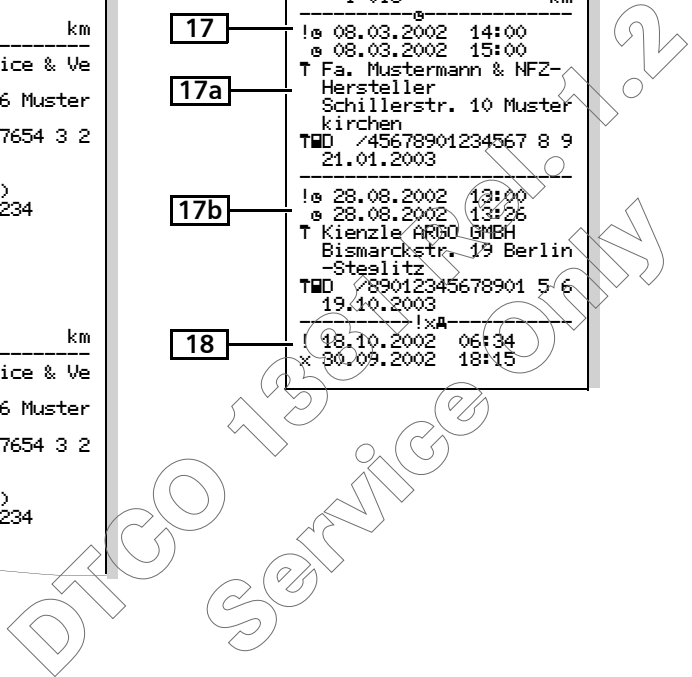 km
ice & Ve
6 Muster
7654 3 2
)
234
km
ice & Ve
6 Muster
7654 3 2
)
234
17
! 08.03.2002 14:00
08.03.2002 15:00
17a
T Fa. Mustermann & NFZ-
Hersteller
Schillerstr. 10 Muster
kirchen
D /45678901234567 8 9
21.01.2003
17b
! 28.08.2002 13:00
28.08.2002 13:26
T Kienzle ARGO GMBH
Bismarckstr. 19 Berlin
-Steglitz
D /89012345678901 5 6
19.10.2003
!x
18
! 18.10.2002 06:34
x 30.09.2002 18:15
DTCO 1381 Rel. 1.2
Service Only